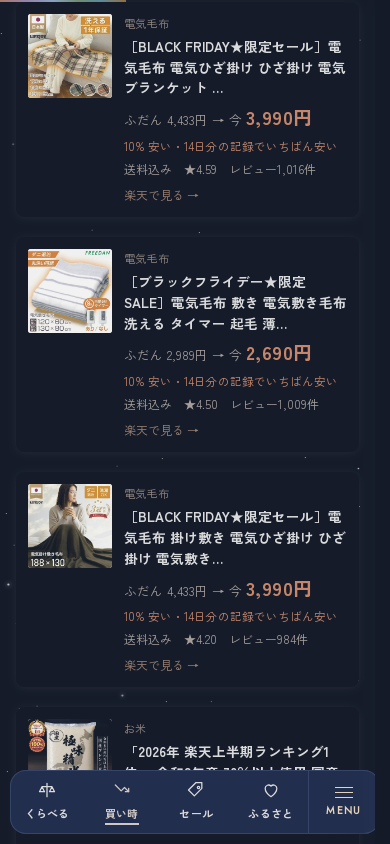 洗える
1年保証
電気毛布
［BLACK FRIDAY★限定セール］電
気毛布 電気ひざ掛け ひざ掛け 電気
ブランケット ...
ふだん 4,433円 → 今 3,990円
10% 安い・14日分の記録でいちばん安い
送料込み ★4.59 レビュー1,016件
楽天で見る →
FREEDAN
電気毛布
［ブラックフライデー★限定
SALE］電気毛布 敷き 電気敷き毛布
洗える タイマー 起毛 薄...
ふだん 2,989円 → 今 2,690円
10% 安い・14日分の記録でいちばん安い
送料込み ★4.50 レビュー1,009件
楽天で見る →
188×130
電気毛布
［BLACK FRIDAY★限定セール］電
気毛布 掛け敷き 電気ひざ掛け ひざ
掛け 電気敷き...
ふだん 4,433円 → 今 3,990円
10% 安い・14日分の記録でいちばん安い
送料込み ★4.20 レビュー984件
楽天で見る →
お米
「2026年 楽天上半期ランキング1
くらべる
買い時
セール
ふるさと
MENU